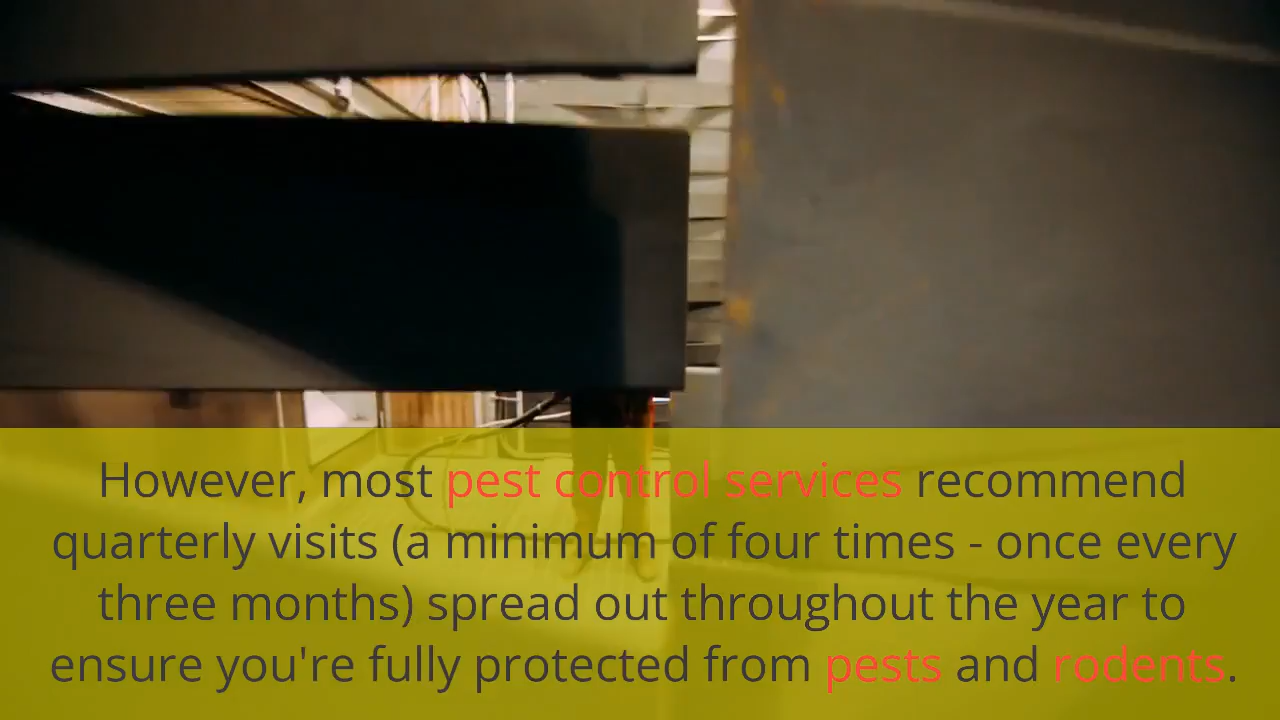 However, most pest control services recommend
quarterly visits (a minimum of four times - once every
three months) spread out throughout the year to
ensure you're fully protected from pests and rodents.